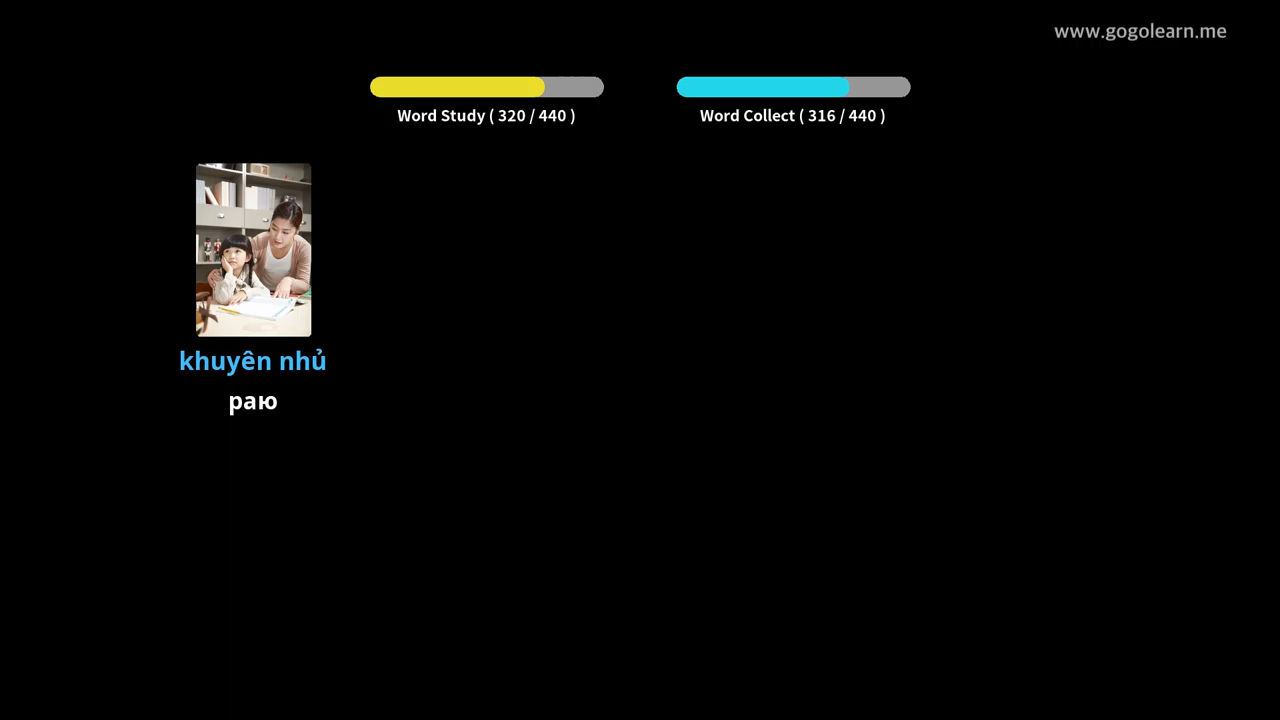 www.gogolearn.me
Word Study ( 320 / 440 )
Word Collect ( 316 / 440 )
khuyên nhủ
раю